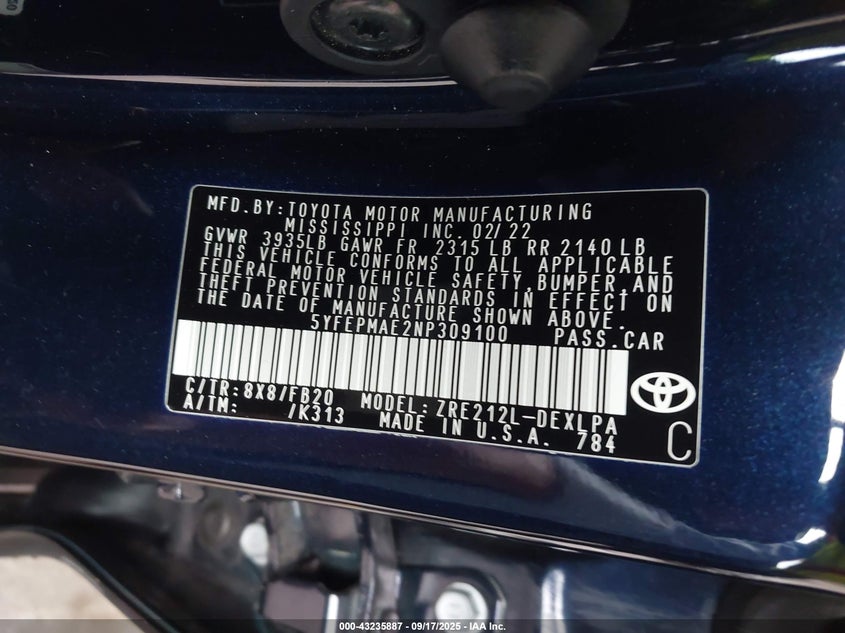 MFD.BY:TOYOTA MOTOR MANUFACTURING
MISSISSIPPI INC. 02/22
GVWR 3935LB GAWR FR 2315 LB RR 2140 LB
THIS VEHICLE CONFORMS TO ALL APPLICABLE
FEDERAL MOTOR VEHICLE SAFETY,BUMPER,AND
THEFT PREVENTION STANDARDS IN EFFECT ON
THE DATE OF MANUFACTURE SHOWN ABOVE.
5YFEPMAE2NP309100 PASS.CAR
C/TR:8X8/FB20 MODEL:ZRE212L-DEXLPA
A/TM: /K313 MADE IN U.S.A. 784
C
000-43235887 - 09/17/2025 - IAA Inc.